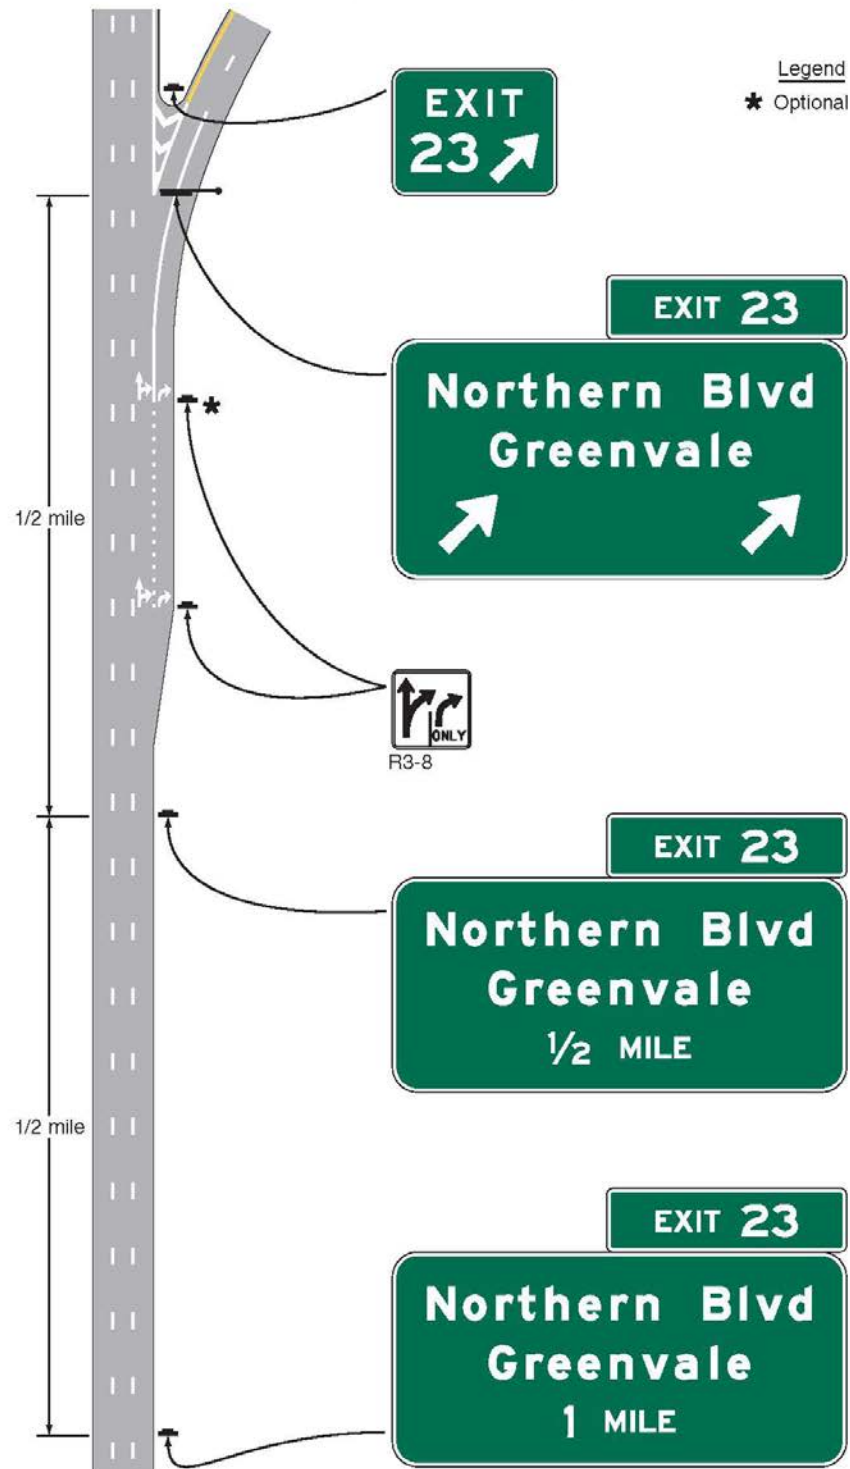 Legend
* Optional
EXIT
23
EXIT 23
Northern Blvd
Greenvale
1/2 mile
ONLY
R3-8
EXIT 23
Northern Blvd
Greenvale
1/2 MILE
1/2 mile
EXIT 23
Northern Blvd
Greenvale
1 MILE